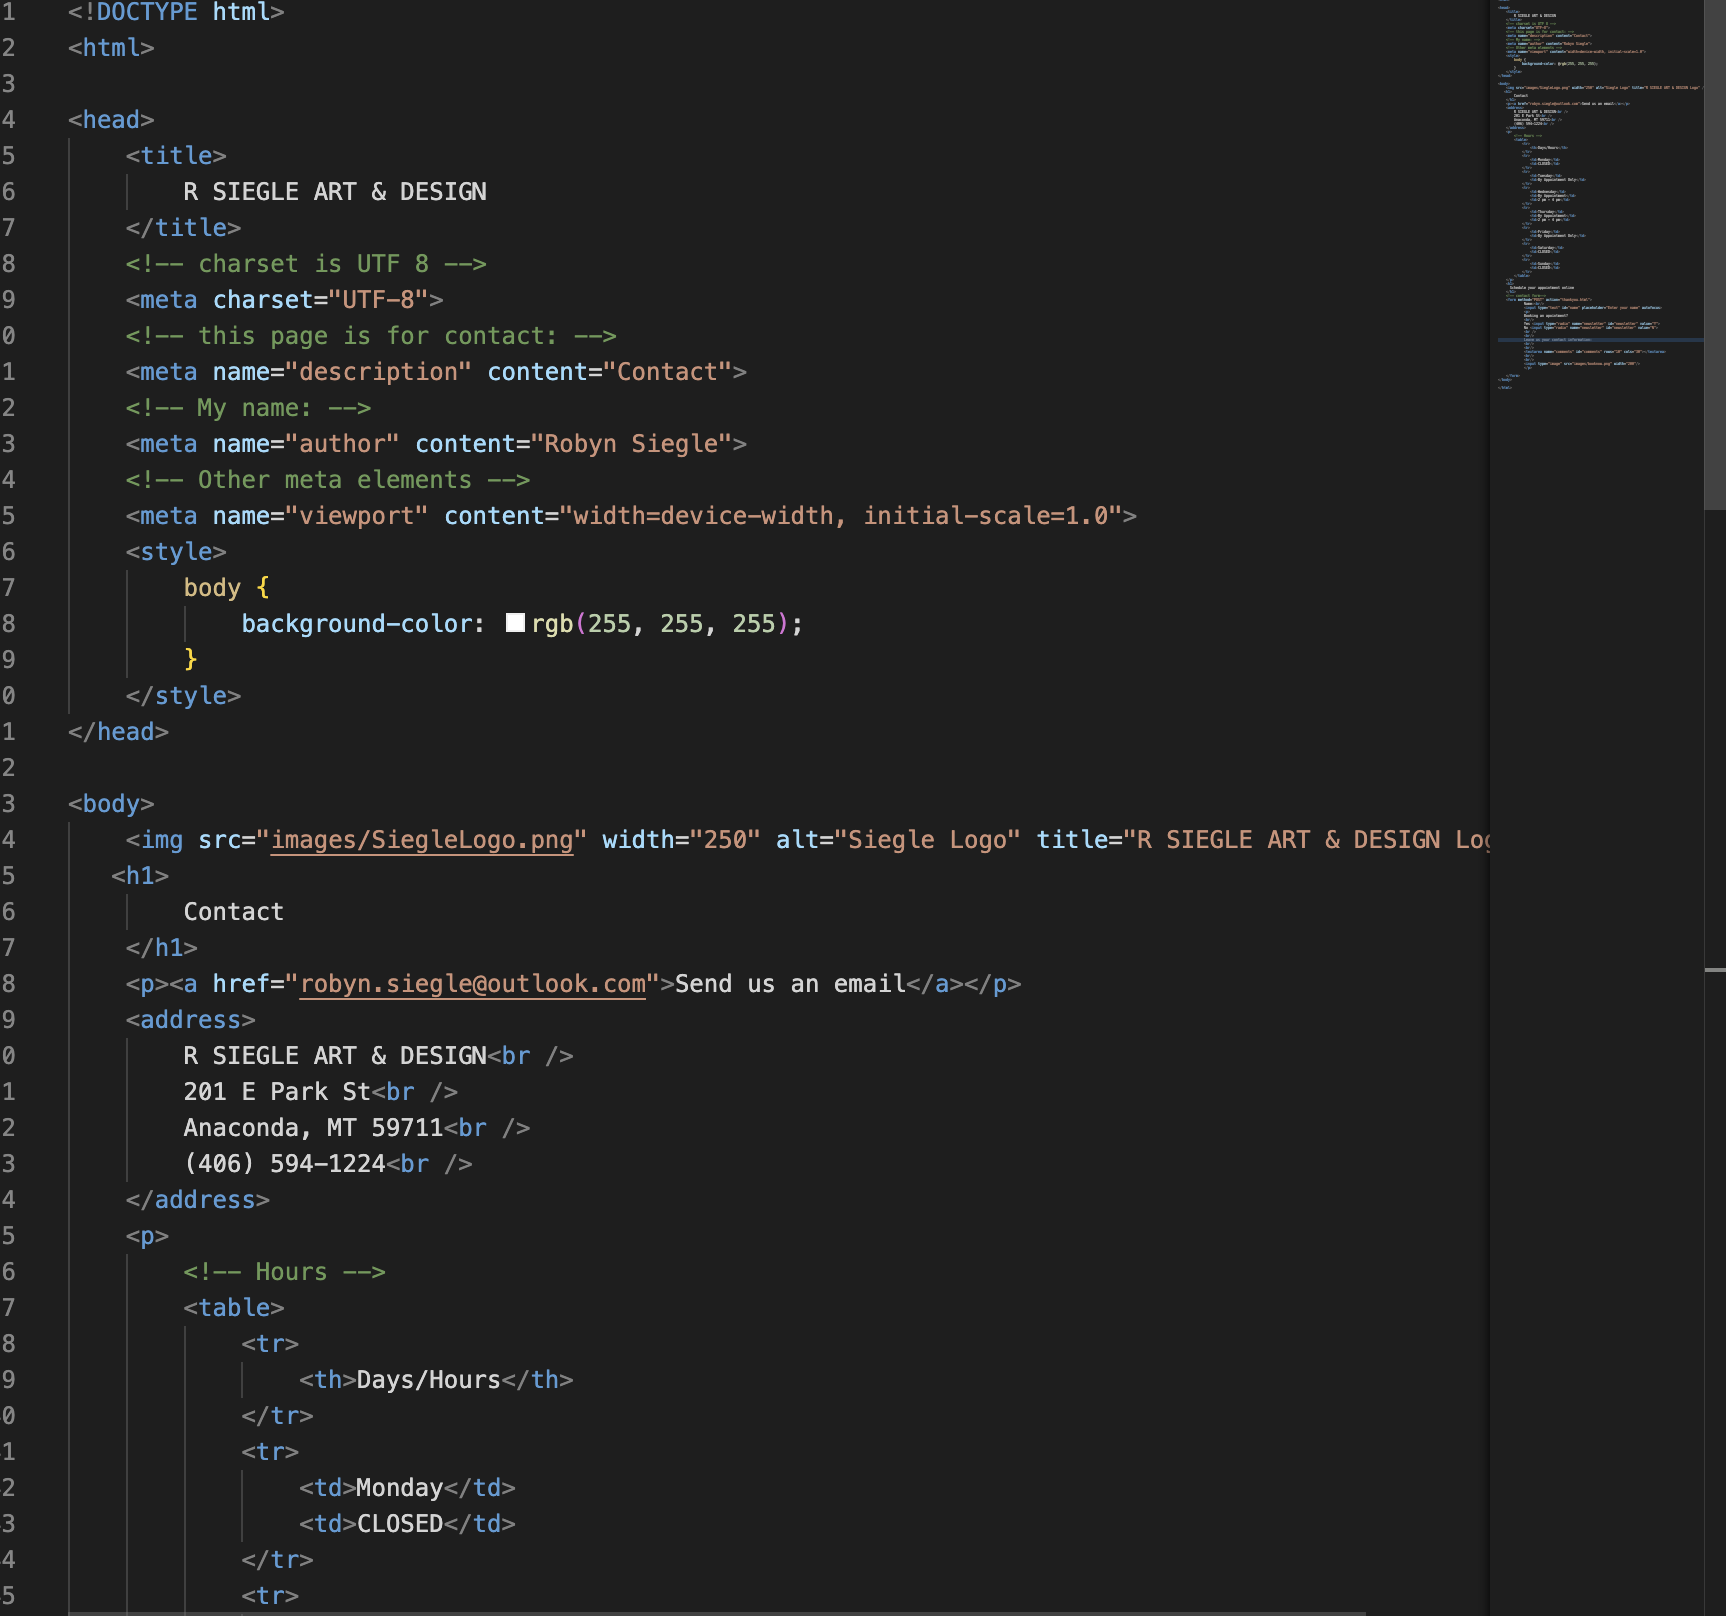 1 <!DOCTYPE html>
2 <html>
3
4 <head>
5 <title>
6 R SIEGLE ART & DESIGN
7 </title>
8 <!-- charset is UTF 8 -->
9 <meta charset="UTF-8">
0 <!-- this page is for contact: -->
1 <meta name="description" content="Contact">
2 <!-- My name: -->
3 <meta name="author" content="Robyn Siegle">
4 <!-- Other meta elements -->
5 <meta name="viewport" content="width=device-width, initial-scale=1.0">
6 <style>
7 body {
8 background-color: rgb(255, 255, 255);
9 }
0 </style>
1 </head>
2
3 <body>
4 <img src="images/SiegleLogo.png" width="250" alt="Siegle Logo" title="R SIEGLE ART & DESIGN Log
5 <h1>
6 Contact
7 </h1>
8 <p><a href="robyn.siegle@outlook.com">Send us an email</a></p>
9 <address>
0 R SIEGLE ART & DESIGN<br />
1 201 E Park St<br />
2 Anaconda, MT 59711<br />
3 (406) 594-1224<br />
4 </address>
5 <p>
6 <!-- Hours -->
7 <table>
8 <tr>
9 <th>Days/Hours</th>
0 </tr>
1 <tr>
2 <td>Monday</td>
3 <td>CLOSED</td>
4 </tr>
5 <tr>